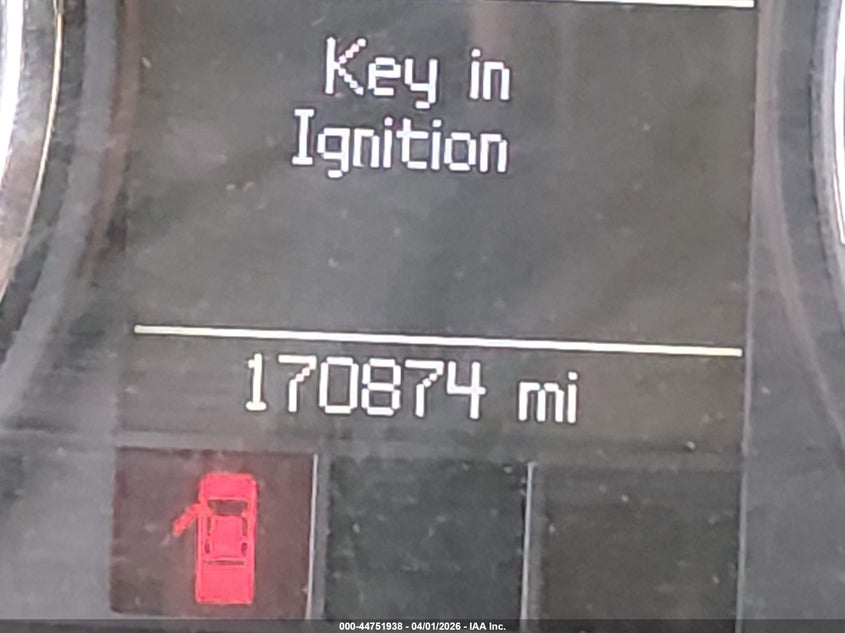 Key in
Ignition
170874 mi
000-44751938 - 04/01/2026 - IAA Inc.